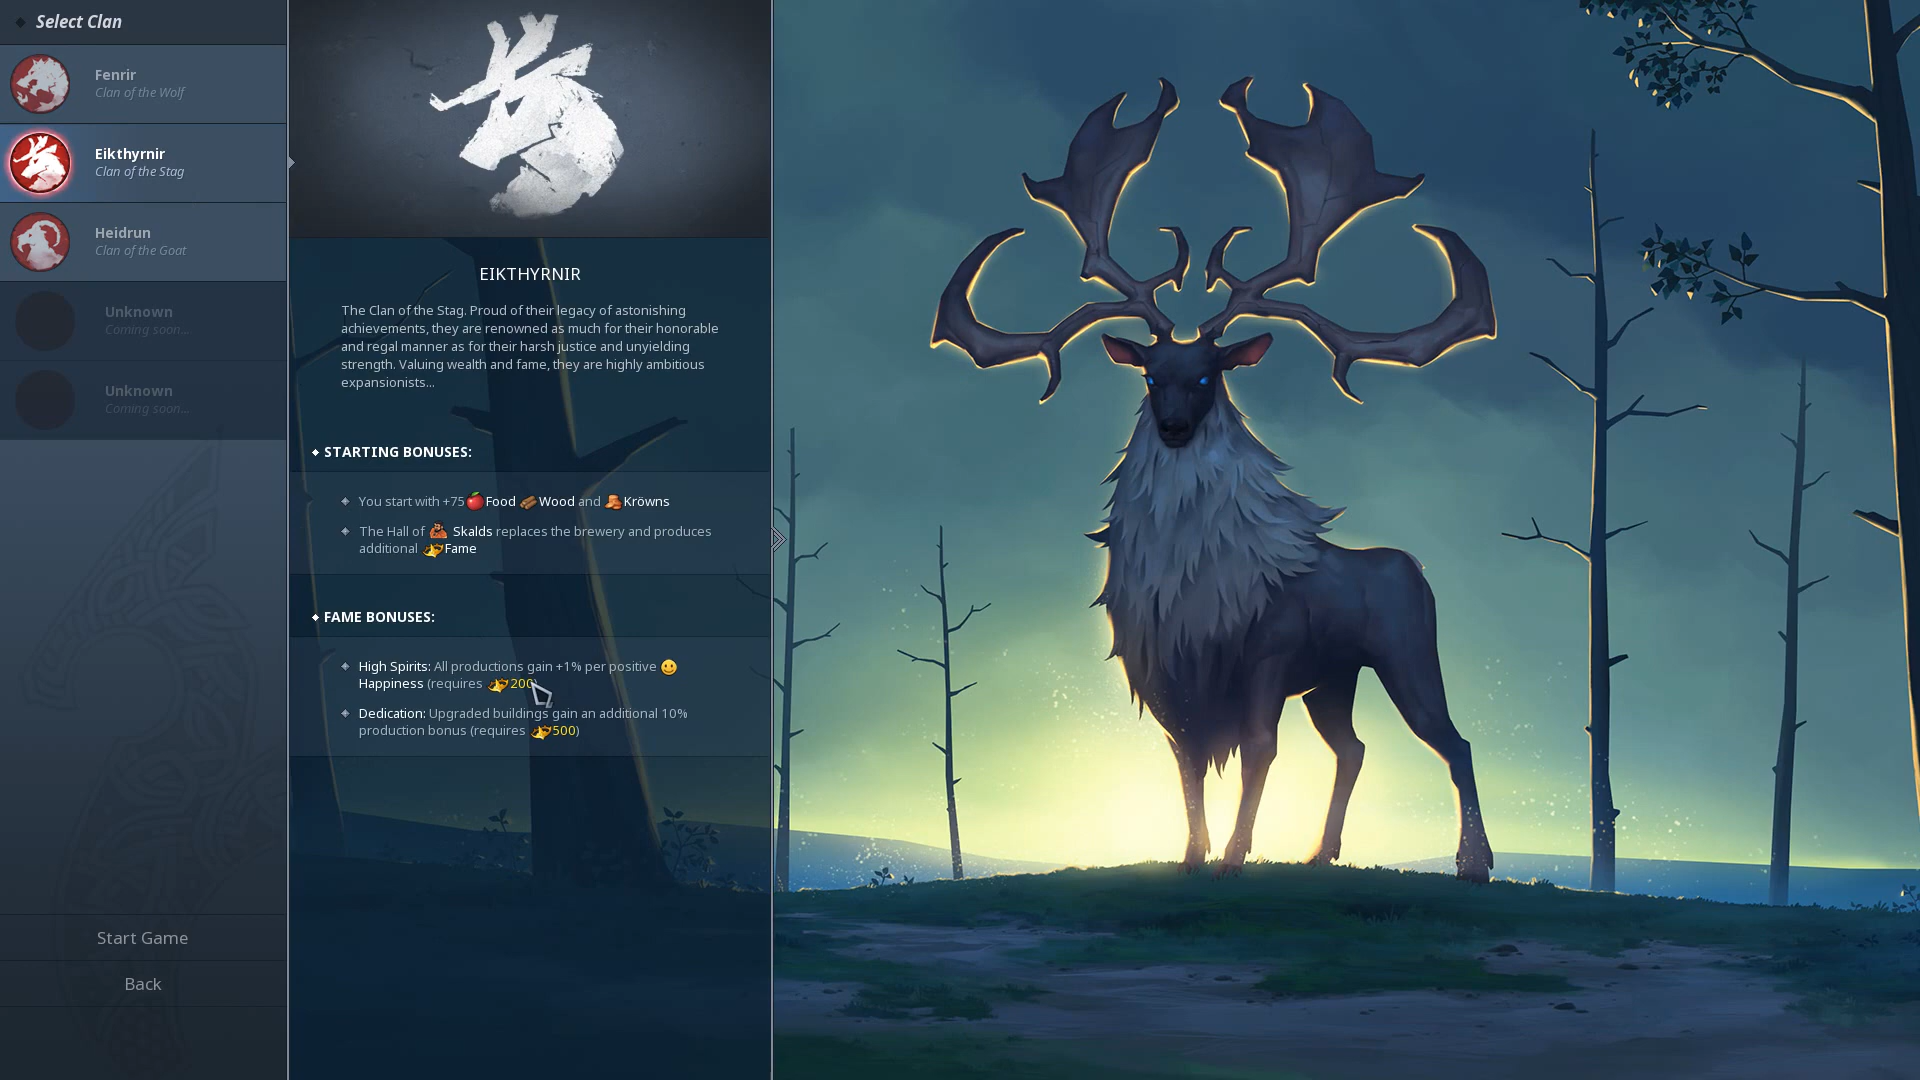 Select Clan
Fenrir
Clan of the Wolf
Eikthyrnir
Clan of the Stag
Heidrun
Clan of the Goat
Unknown
Coming soon...
Unknown
Coming soon...
Start Game
Back
EIKTHYRNIR
The Clan of the Stag. Proud of their legacy of astonishing
achievements, they are renowned as much for their honorable
and regal manner as for their harsh justice and unyielding
strength. Valuing wealth and fame, they are highly ambitious
expansionists...
STARTING BONUSES:
You start with +75 Food Wood and Kröwns
The Hall of Skalds replaces the brewery and produces
additional Fame
FAME BONUSES:
High Spirits: All productions gain +1% per positive
Happiness (requires 200)
Dedication: Upgraded buildings gain an additional 10%
production bonus (requires 500)